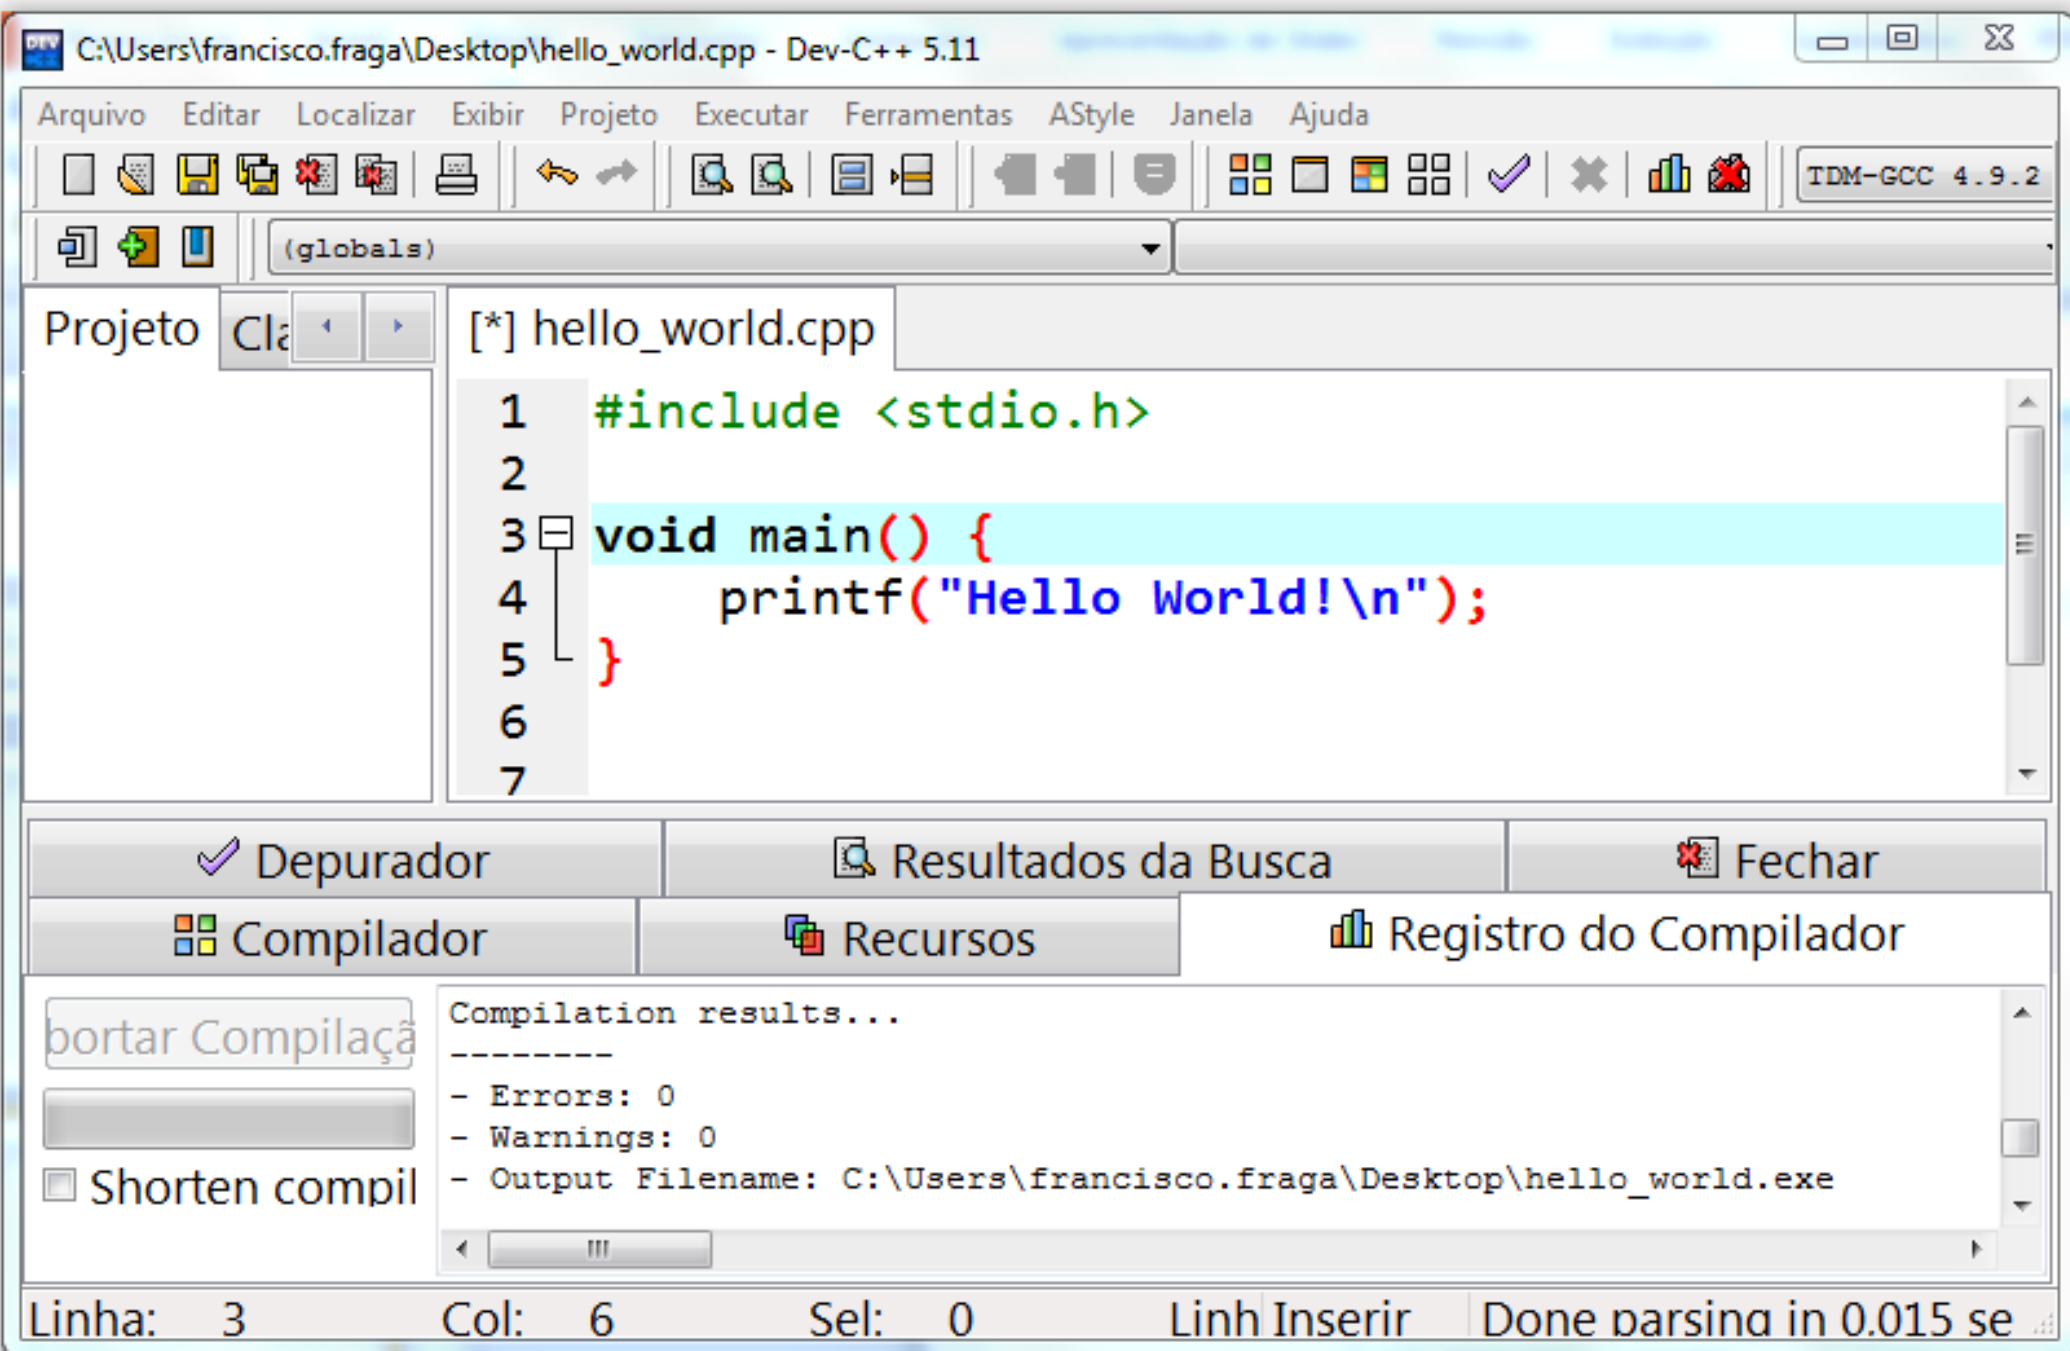 C:\Users\francisco.fraga\Desktop\hello_world.cpp - Dev-C++ 5.11
Arquivo Editar Localizar Exibir Projeto Executar Ferramentas AStyle Janela Ajuda
TDM-GCC 4.9.2
(globals)
Projeto Cla [*] hello_world.cpp
1 #include <stdio.h>
2
3 void main() {
4 printf("Hello World!\n");
5 }
6
7
Depurador Resultados da Busca Fechar
Compilador Recursos Registro do Compilador
bortar Compilaçã
Compilation results...
--------
- Errors: 0
- Warnings: 0
- Output Filename: C:\Users\francisco.fraga\Desktop\hello_world.exe
Shorten compil
Linha: 3 Col: 6 Sel: 0 Linh Inserir Done parsing in 0.015 se